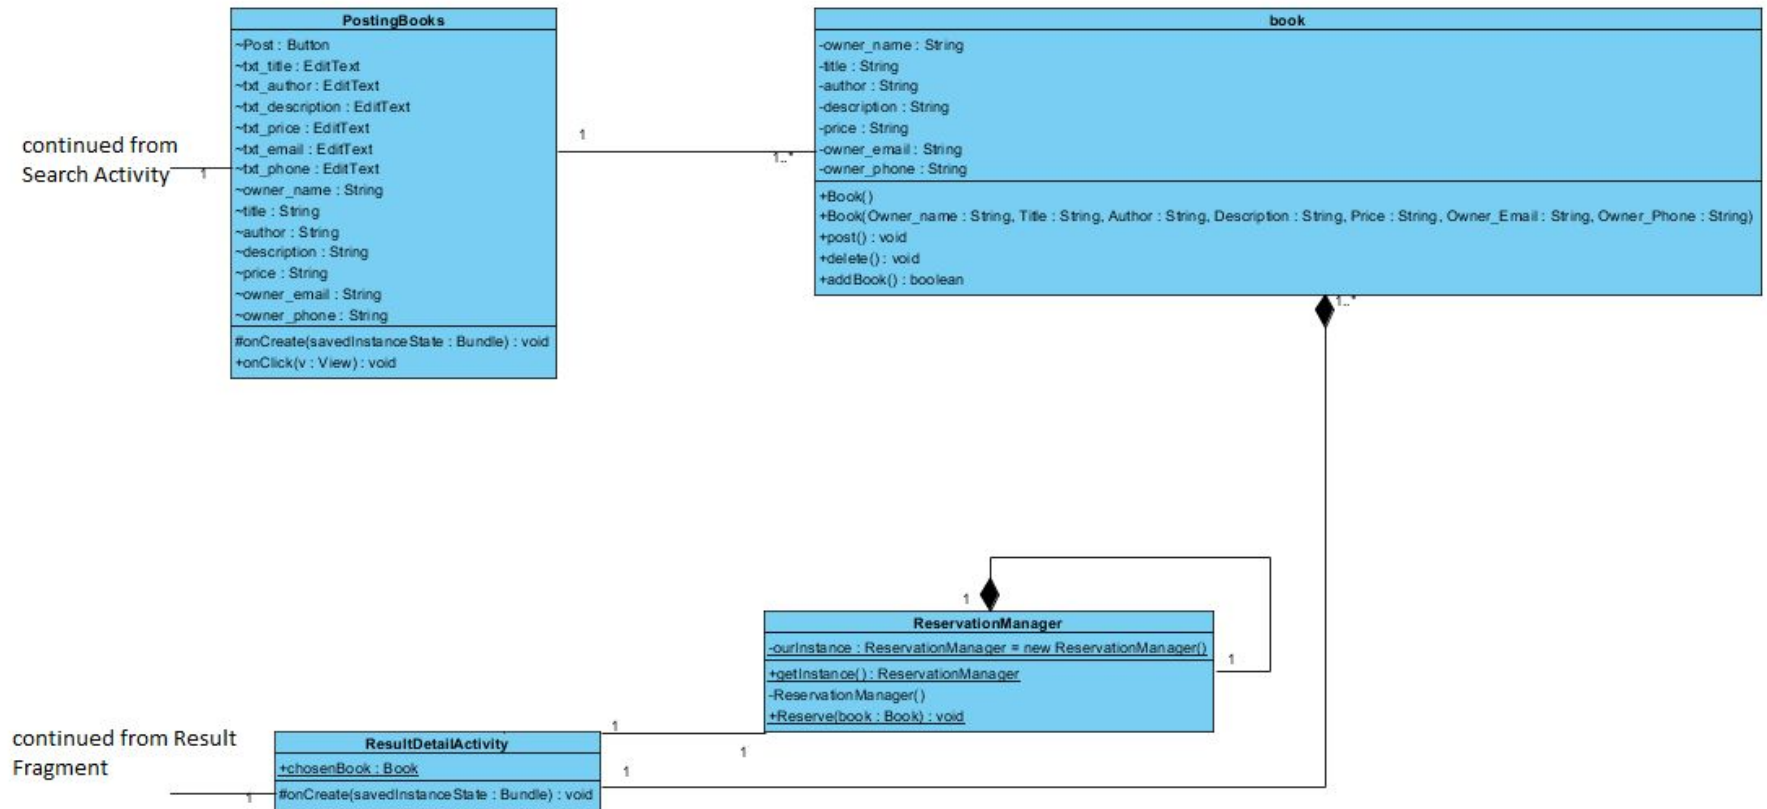 PostingBooks
~Post : Button
~txt_title : EditText
~txt_author : EditText
~txt_description : EditText
~txt_price : EditText
~txt_email : EditText
~txt_phone : EditText
~owner_name : String
~title : String
~author : String
~description : String
~price : String
~owner_email : String
~owner_phone : String
#onCreate(savedInstanceState : Bundle) : void
+onClick(v : View) : void
continued from
Search Activity
1
1
1..*
book
-owner_name : String
-title : String
-author : String
-description : String
-price : String
-owner_email : String
-owner_phone : String
+Book()
+Book(Owner_name : String, Title : String, Author : String, Description : String, Price : String, Owner_Email : String, Owner_Phone : String)
+post() : void
+delete() : void
+addBook() : boolean
1..*
1
ReservationManager
-ourInstance : ReservationManager = new ReservationManager()
+getInstance() : ReservationManager
-ReservationManager()
+Reserve(book : Book) : void
1
1
1
continued from Result
Fragment
1
ResultDetailActivity
+chosenBook : Book
#onCreate(savedInstanceState : Bundle) : void
1